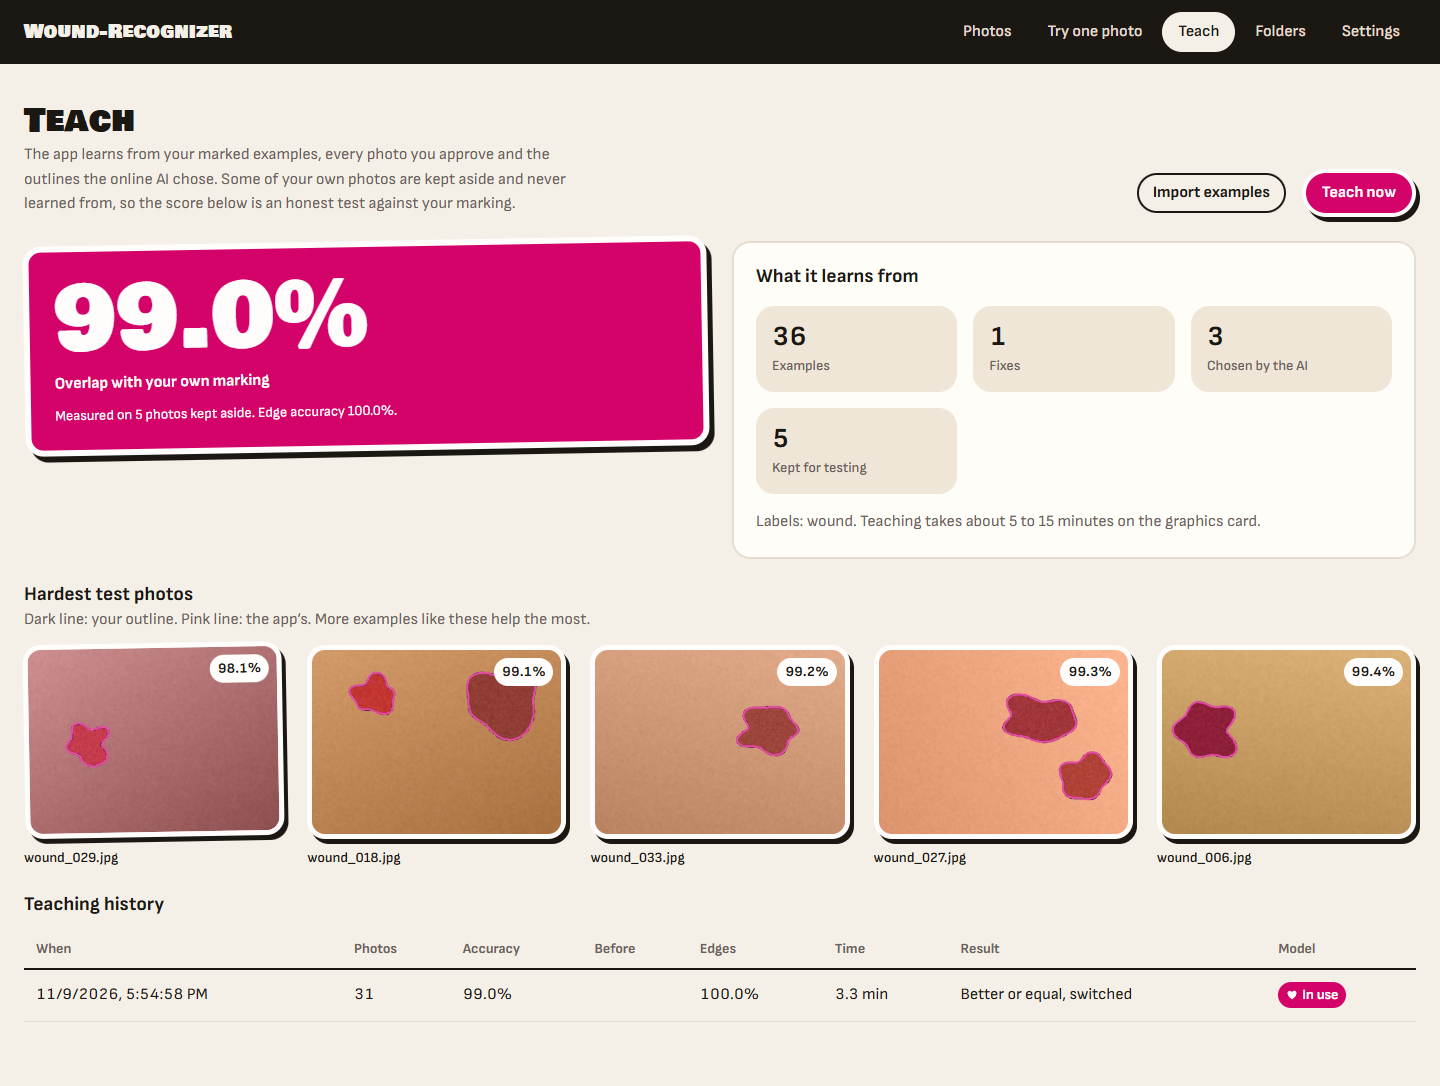 Wound-Recognizer
Photos
Try one photo
Teach
Folders
Settings
Teach
The app learns from your marked examples, every photo you approve and the
outlines the online AI chose. Some of your own photos are kept aside and never
learned from, so the score below is an honest test against your marking.
Import examples
Teach now
99.0%
Overlap with your own marking
Measured on 5 photos kept aside. Edge accuracy 100.0%.
What it learns from
36
Examples
1
Fixes
3
Chosen by the AI
5
Kept for testing
Labels: wound. Teaching takes about 5 to 15 minutes on the graphics card.
Hardest test photos
Dark line: your outline. Pink line: the app’s. More examples like these help the most.
98.1%
wound_029.jpg
99.1%
wound_018.jpg
99.2%
wound_033.jpg
99.3%
wound_027.jpg
99.4%
wound_006.jpg
Teaching history
When Photos Accuracy Before Edges Time Result Model
11/9/2026, 5:54:58 PM 31 99.0% 100.0% 3.3 min Better or equal, switched In use